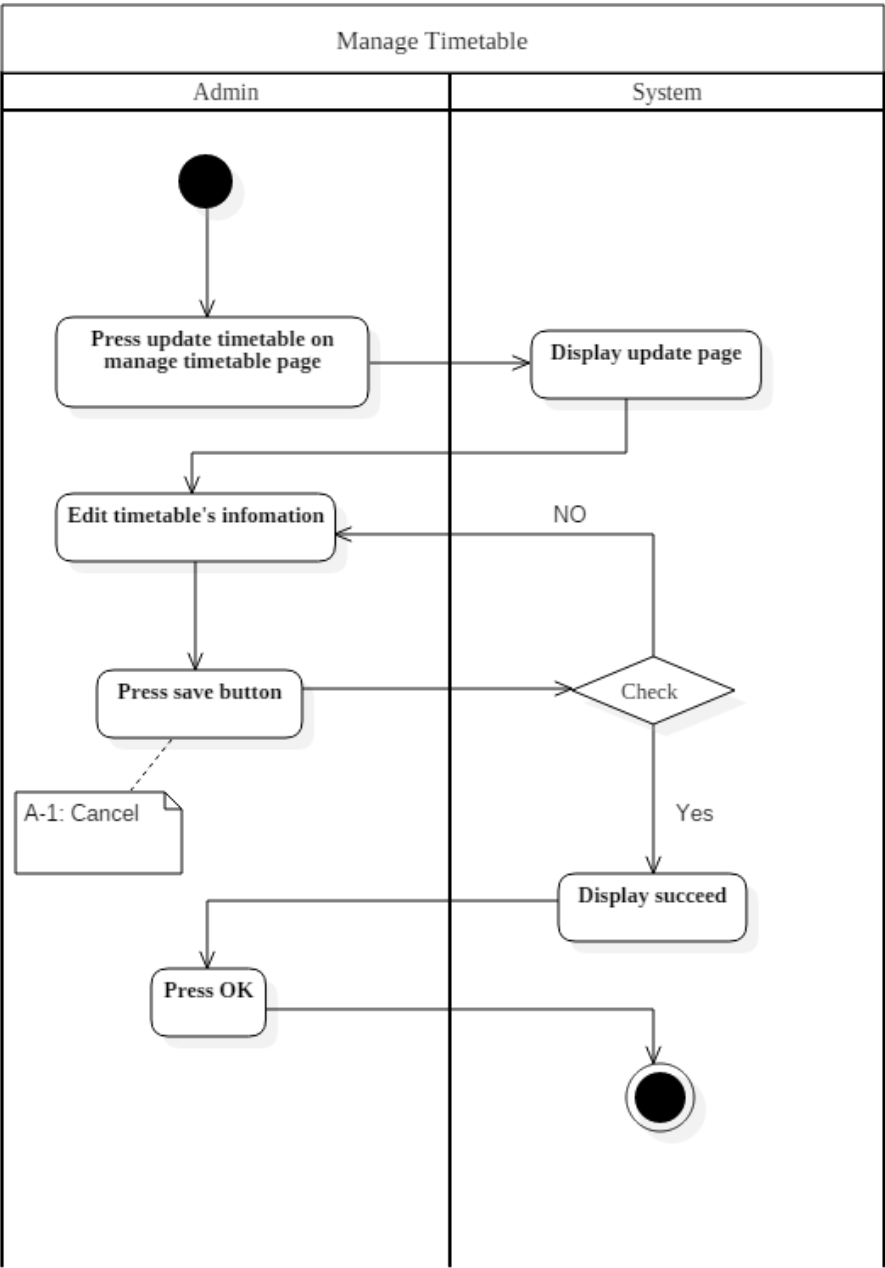 Manage Timetable
Admin
System
Press update timetable on
manage timetable page
Display update page
Edit timetable's infomation
NO
Press save button
Check
A-1: Cancel
Yes
Display succeed
Press OK